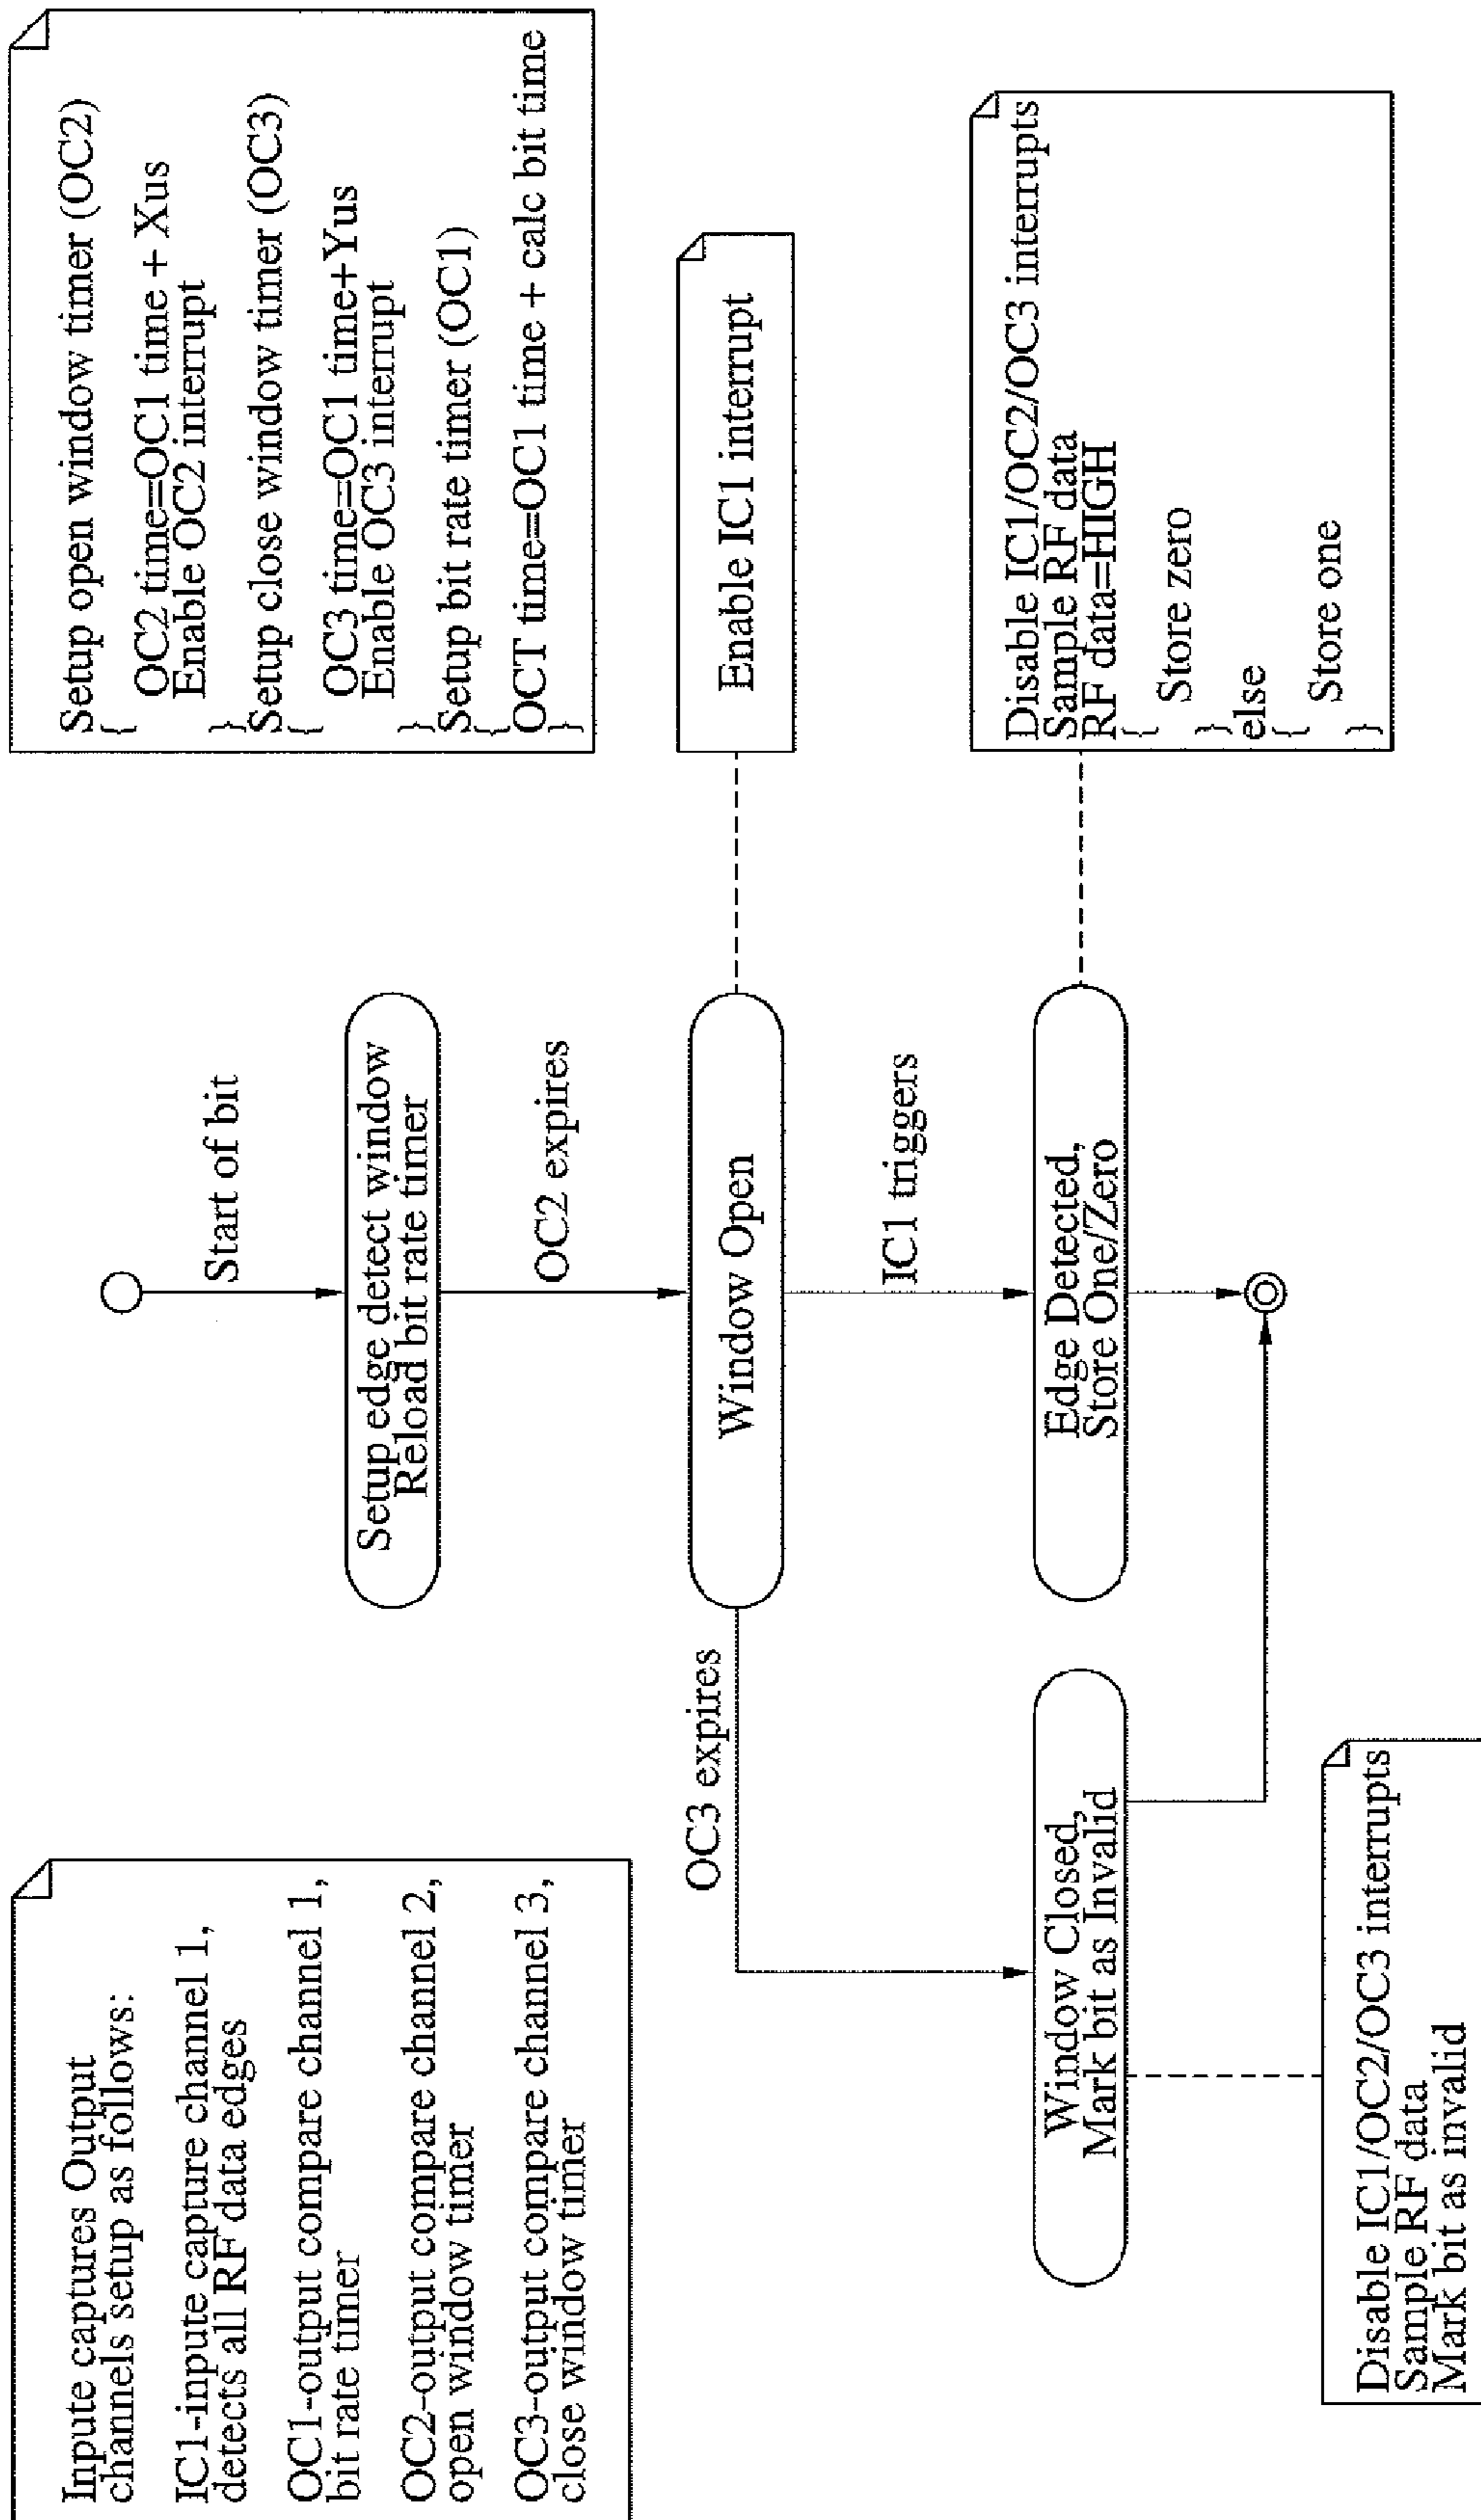 Inpute captures Output
channels setup as follows:
IC1-inpute capture channel 1,
detects all RF data edges
OC1-output compare channel 1,
bit rate timer
OC2-output compare channel 2,
open window timer
OC3-output compare channel 3,
close window timer
Start of bit
Setup edge detect window
Reload bit rate timer
Setup open window timer (OC2)
{
OC2 time=OC1 time + Xus
Enable OC2 interrupt
}
Setup close window timer (OC3)
{
OC3 time=OC1 time+Yus
Enable OC3 interrupt
}
Setup bit rate timer (OC1)
{
OCT time=OC1 time + calc bit time
}
OC2 expires
Window Open
Enable IC1 interrupt
OC3 expires
IC1 triggers
Window Closed,
Mark bit as Invalid
Edge Detected,
Store One/Zero
Disable IC1/OC2/OC3 interrupts
Sample RF data
RF data=HIGH
{
Store zero
}
else
{
Store one
}
Disable IC1/OC2/OC3 interrupts
Sample RF data
Mark bit as invalid